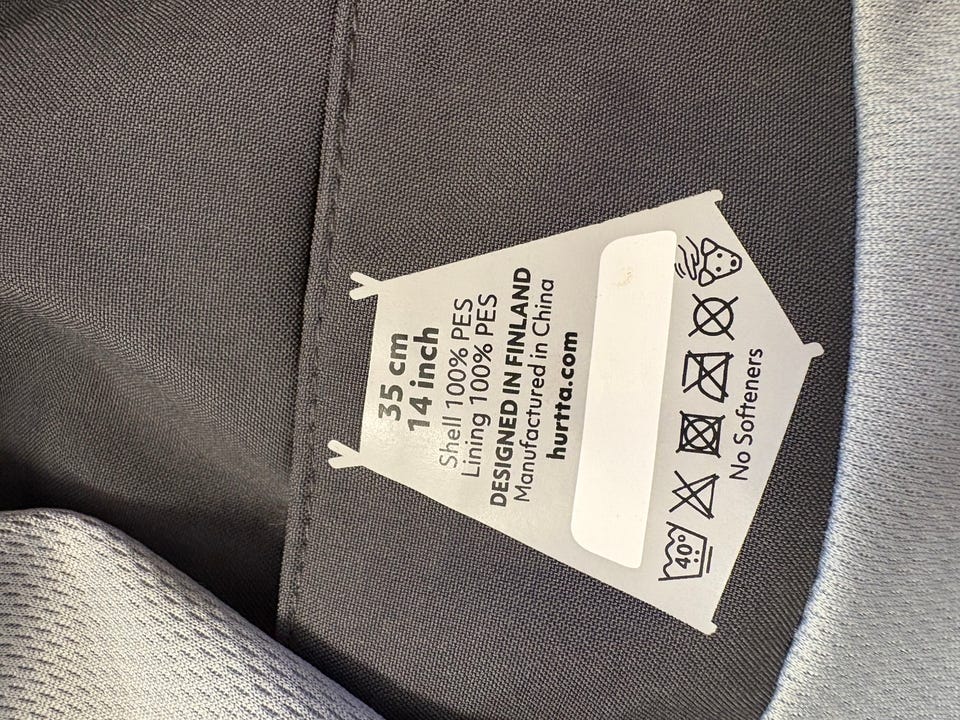 35 cm
14 inch
Shell 100% PES
Lining 100% PES
DESIGNED IN FINLAND
Manufactured in China
hurtta.com
40°
No Softeners